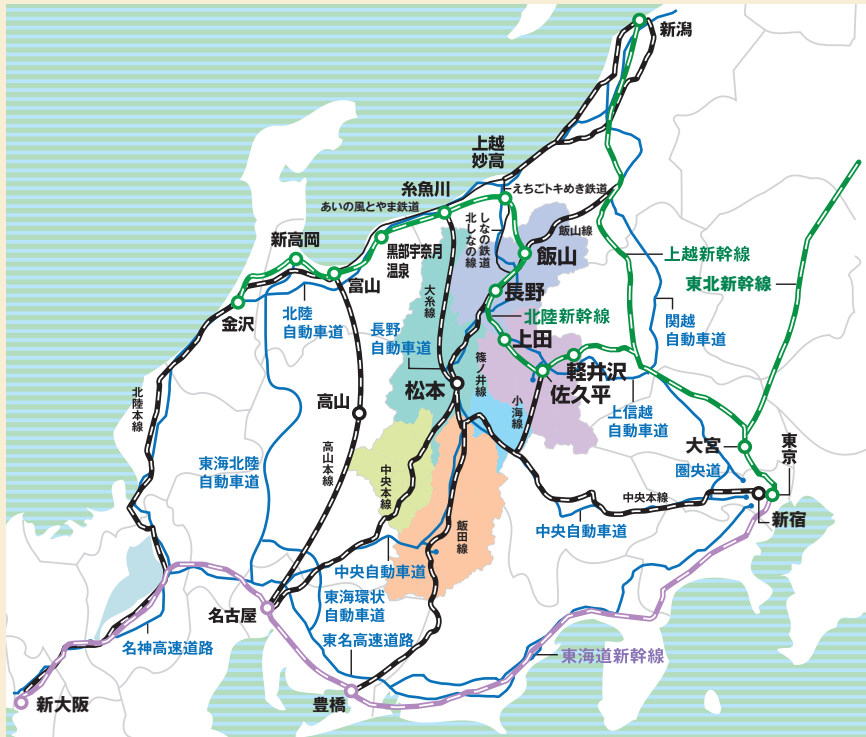 新潟
上越
妙高
糸魚川
えちごトキめき鉄道
あいの風とやま鉄道
しなの鉄道
北しなの線
飯山線
新高岡
黒部宇奈月
温泉
飯山
上越新幹線
富山
東北新幹線
長野
金沢
北陸
自動車道
大糸線
北陸新幹線
関越
自動車道
長野
自動車道
上田
篠ノ井線
軽井沢
松本
佐久平
北陸本線
高山
小海線
上信越
自動車道
大宮
東京
高山本線
東海北陸
自動車道
中央本線
圏央道
中央本線
新宿
飯田線
中央自動車道
中央自動車道
名古屋
東海環状
自動車道
東名高速道路
名神高速道路
東海道新幹線
新大阪
豊橋